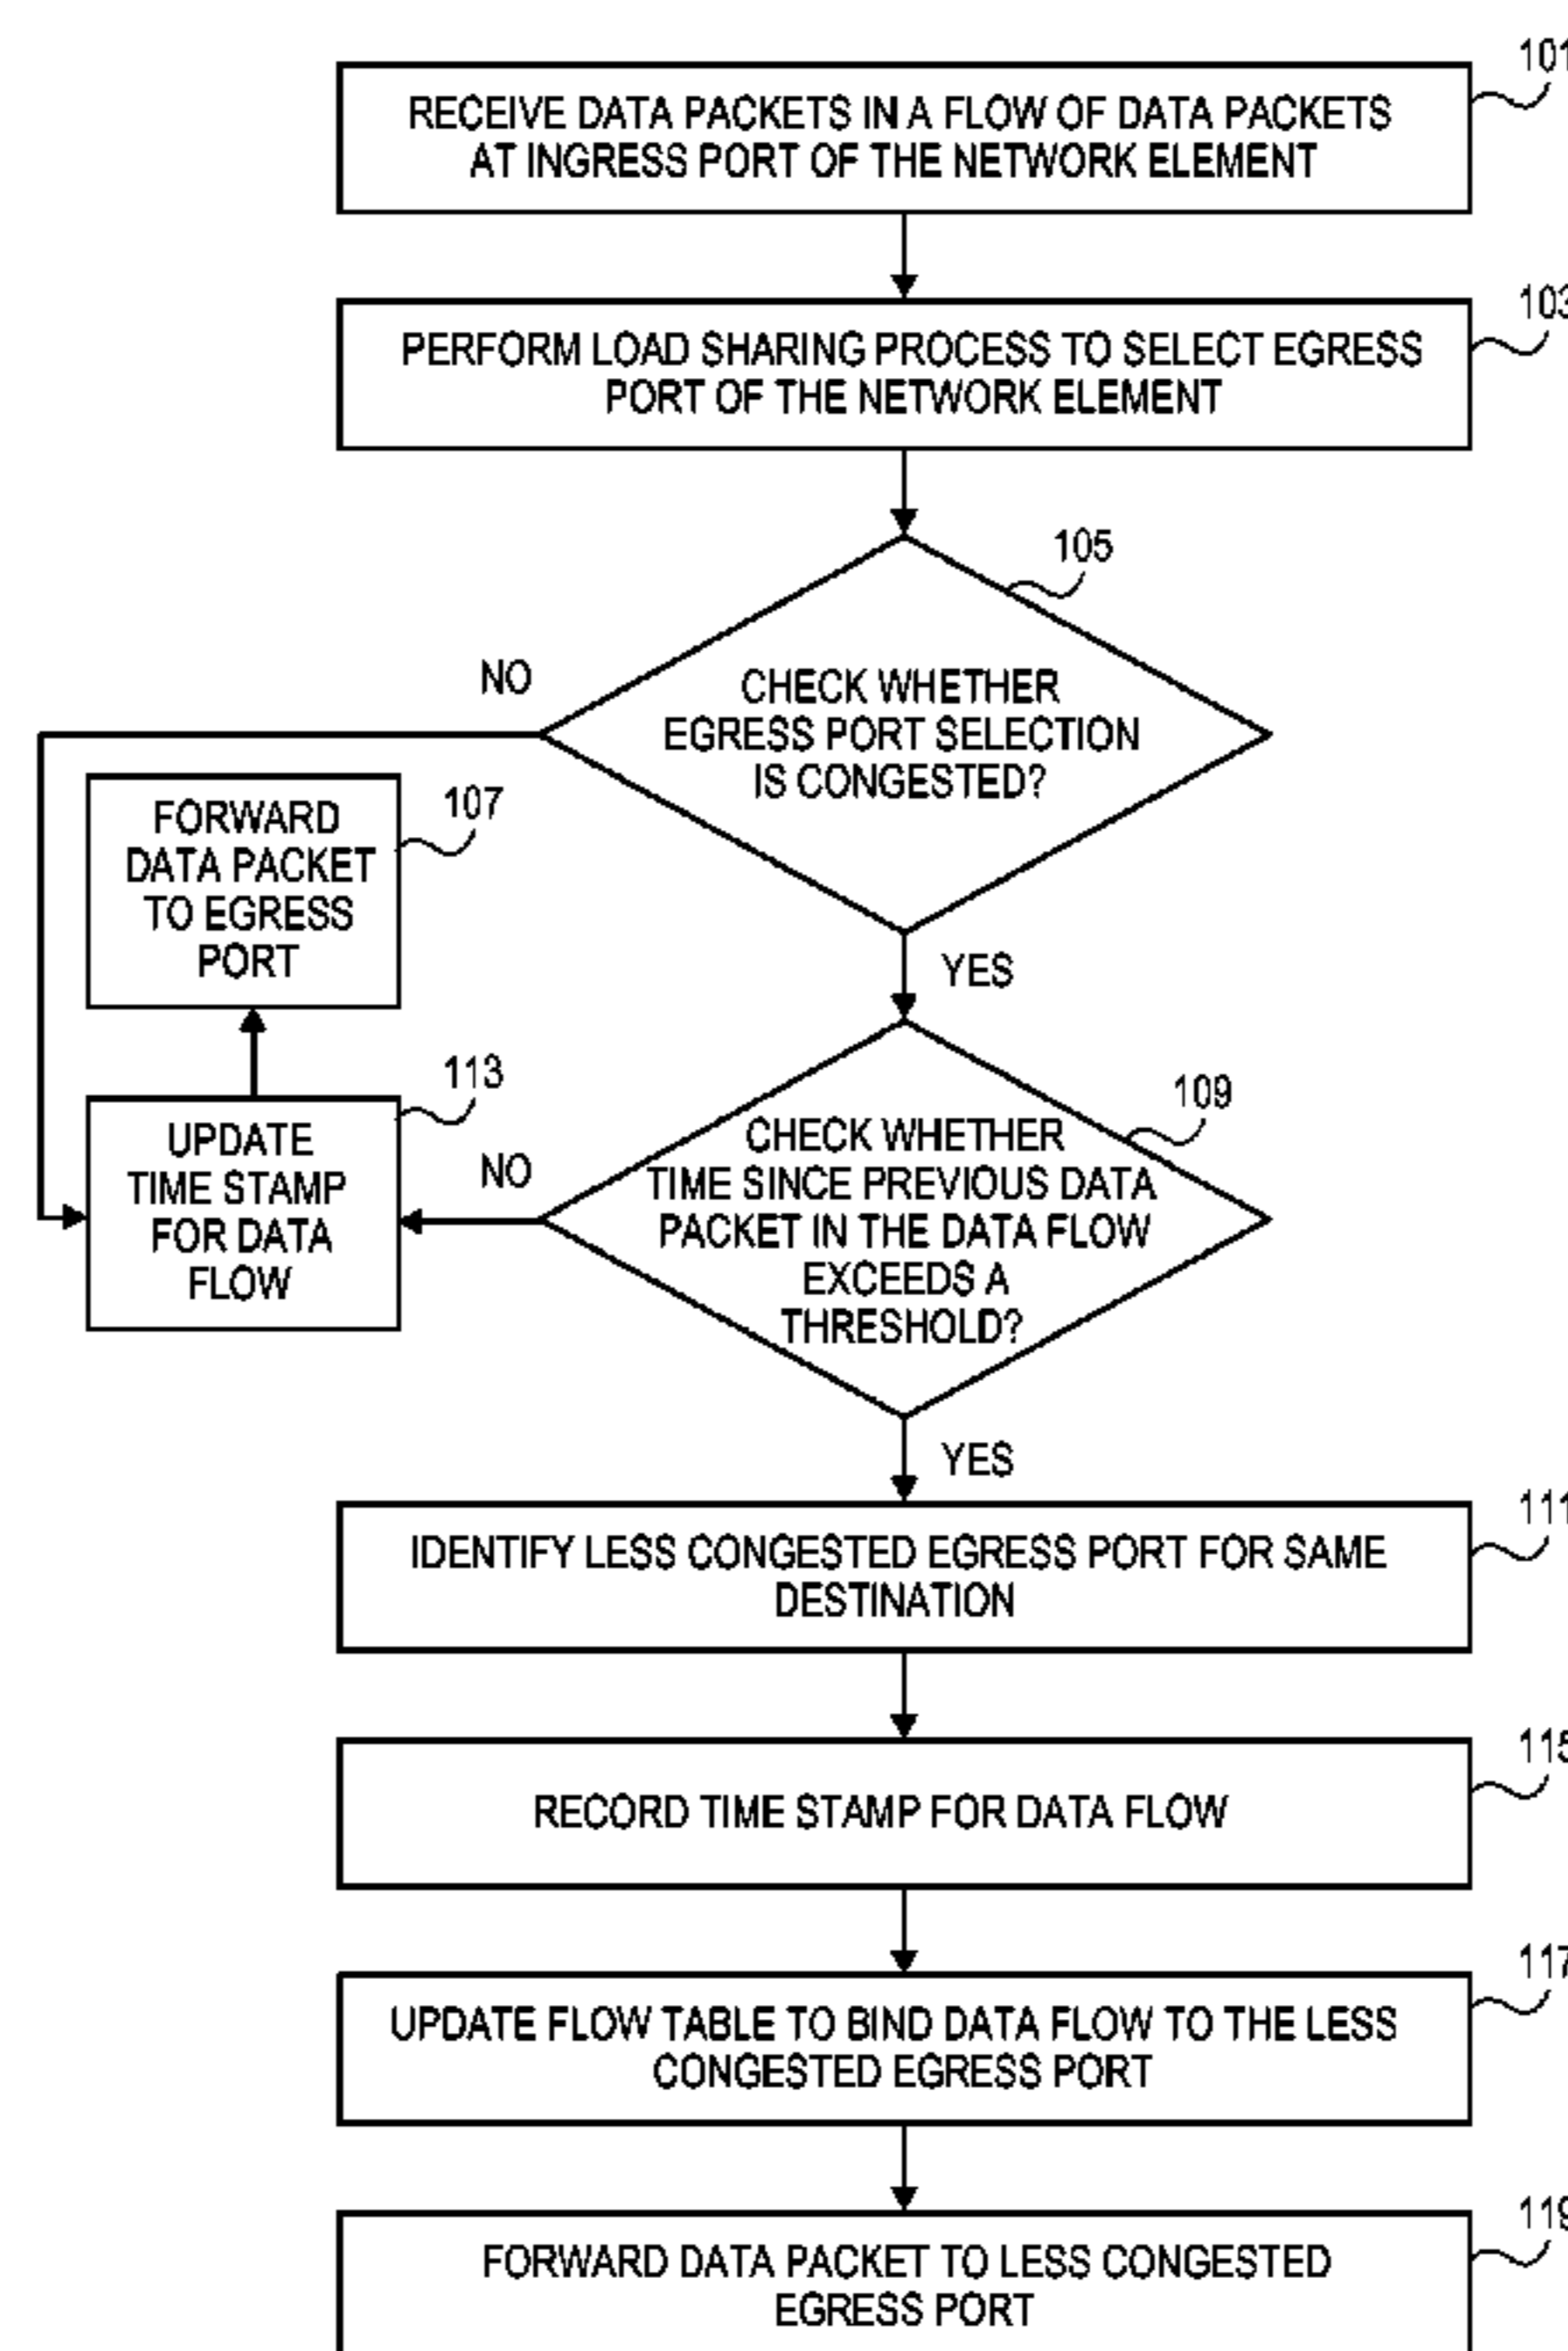 101
RECEIVE DATA PACKETS IN A FLOW OF DATA PACKETS
AT INGRESS PORT OF THE NETWORK ELEMENT
103
PERFORM LOAD SHARING PROCESS TO SELECT EGRESS
PORT OF THE NETWORK ELEMENT
105
CHECK WHETHER
EGRESS PORT SELECTION
IS CONGESTED?
NO
107
FORWARD
DATA PACKET
TO EGRESS
PORT
YES
113
UPDATE
TIME STAMP
FOR DATA
FLOW
NO
109
CHECK WHETHER
TIME SINCE PREVIOUS DATA
PACKET IN THE DATA FLOW
EXCEEDS A
THRESHOLD?
YES
111
IDENTIFY LESS CONGESTED EGRESS PORT FOR SAME
DESTINATION
115
RECORD TIME STAMP FOR DATA FLOW
117
UPDATE FLOW TABLE TO BIND DATA FLOW TO THE LESS
CONGESTED EGRESS PORT
119
FORWARD DATA PACKET TO LESS CONGESTED
EGRESS PORT